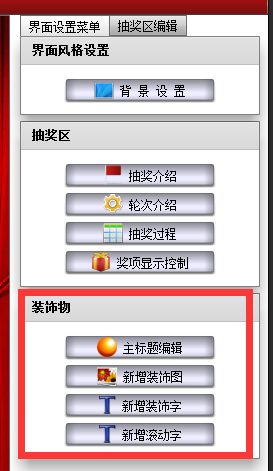 界面设置菜单 抽奖区编辑
界面风格设置
背 景 设 置
抽奖区
抽奖介绍
轮次介绍
抽奖过程
奖项显示控制
装饰物
主标题编辑
新增装饰图
新增装饰字
新增滚动字